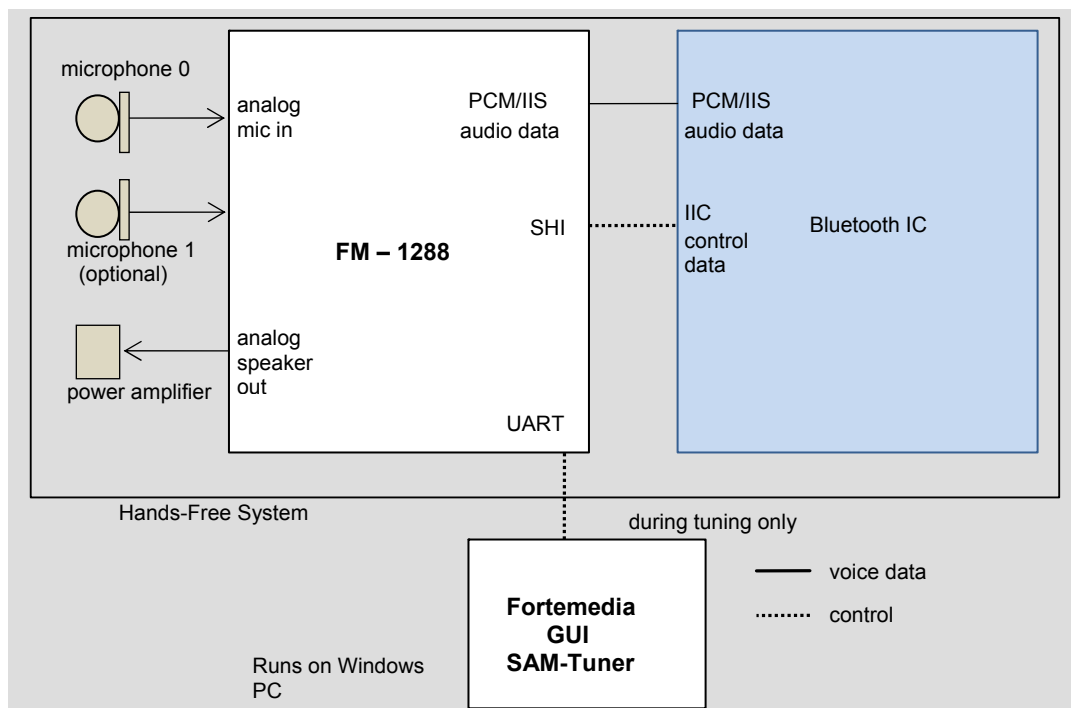 microphone 0
analog
mic in
PCM/IIS
audio data
PCM/IIS
audio data
microphone 1
(optional)
FM – 1288
SHI
IIC
control
data
Bluetooth IC
analog
speaker
out
power amplifier
UART
Hands-Free System
during tuning only
Fortemedia
GUI
SAM-Tuner
voice data
control
Runs on Windows
PC